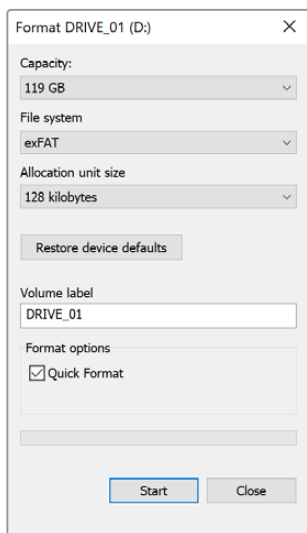 Format DRIVE_01 (D:)
Capacity:
119 GB
File system
exFAT
Allocation unit size
128 kilobytes
Restore device defaults
Volume label
DRIVE_01
Format options
Quick Format
Start Close